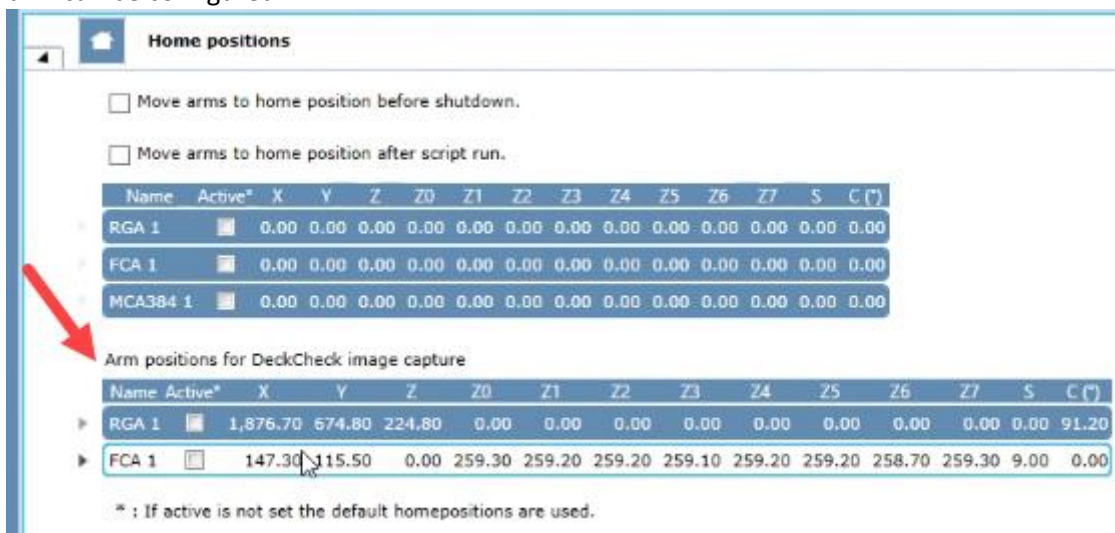 Home positions
Move arms to home position before shutdown.
Move arms to home position after script run.
Name Active* X Y Z Z0 Z1 Z2 Z3 Z4 Z5 Z6 Z7 S C (°)
RGA 1 0.00 0.00 0.00 0.00 0.00 0.00 0.00 0.00 0.00 0.00 0.00 0.00 0.00
FCA 1 0.00 0.00 0.00 0.00 0.00 0.00 0.00 0.00 0.00 0.00 0.00 0.00 0.00
MCA384 1 0.00 0.00 0.00 0.00 0.00 0.00 0.00 0.00 0.00 0.00 0.00 0.00 0.00
Arm positions for DeckCheck image capture
Name Active* X Y Z Z0 Z1 Z2 Z3 Z4 Z5 Z6 Z7 S C (°)
RGA 1 1,876.70 674.80 224.80 0.00 0.00 0.00 0.00 0.00 0.00 0.00 0.00 0.00 91.20
FCA 1 147.30 115.50 0.00 259.30 259.20 259.20 259.10 259.20 259.20 258.70 259.30 9.00 0.00
* : If active is not set the default homepositions are used.